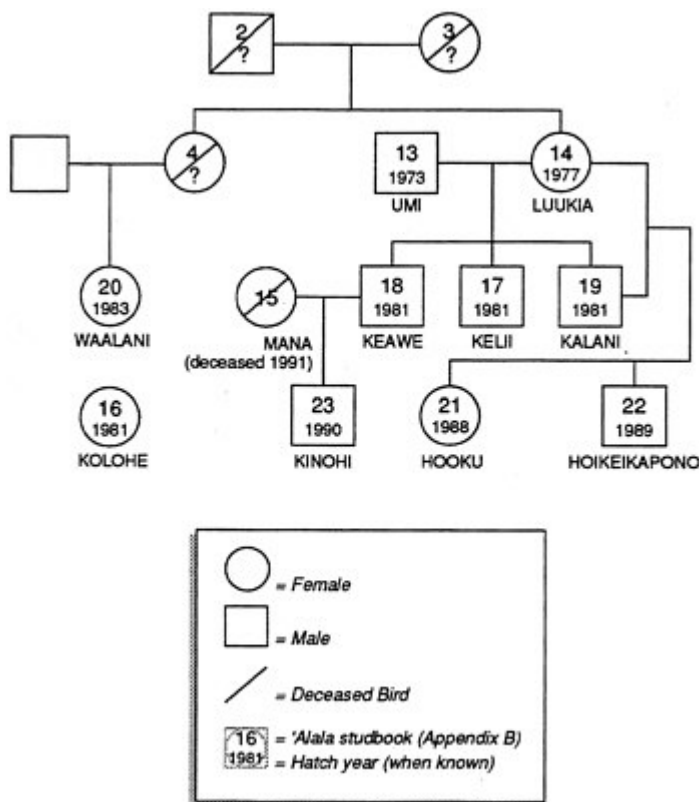 2
?
3
?
4
?
13
1973
UMI
14
1977
LUUKIA
20
1983
WAALANI
15
MANA
(deceased 1991)
18
1981
KEAWE
17
1981
KELII
19
1981
KALANI
16
1981
KOLOHE
23
1990
KINOHI
21
1988
HOOKU
22
1989
HOIKEIKAPONO
= Female
= Male
= Deceased Bird
16
1981
= 'Alala studbook (Appendix B)
= Hatch year (when known)